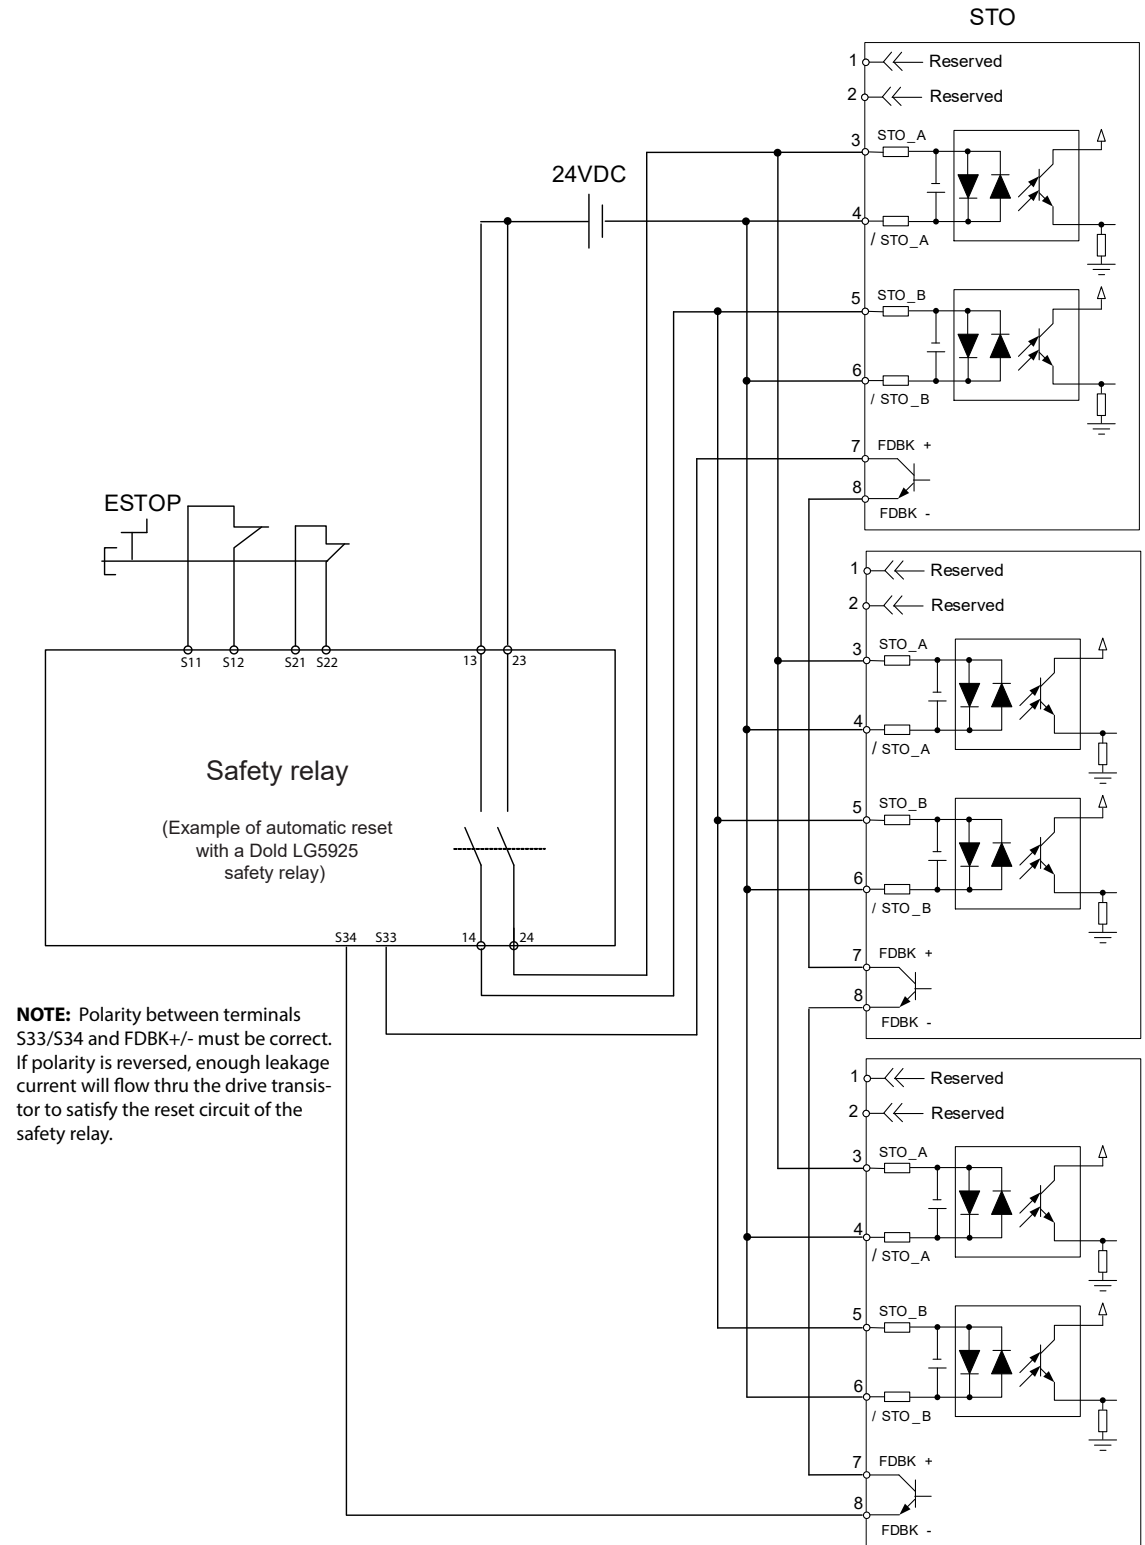 STO
1 Reserved
2 Reserved
3 STO_A
24VDC
4
/ STO_A
5 STO_B
6
/ STO_B
7 FDBK +
8
FDBK -
ESTOP
1 Reserved
2 Reserved
3 STO_A
S11 S12 S21 S22 13 23
4
/ STO_A
Safety relay
(Example of automatic reset
with a Dold LG5925
safety relay)
5 STO_B
6
/ STO_B
S34 S33 14 24
7 FDBK +
8
FDBK -
NOTE: Polarity between terminals
S33/S34 and FDBK+/- must be correct.
If polarity is reversed, enough leakage
current will flow thru the drive transis-
tor to satisfy the reset circuit of the
safety relay.
1 Reserved
2 Reserved
3 STO_A
4
/ STO_A
5 STO_B
6
/ STO_B
7 FDBK +
8
FDBK -